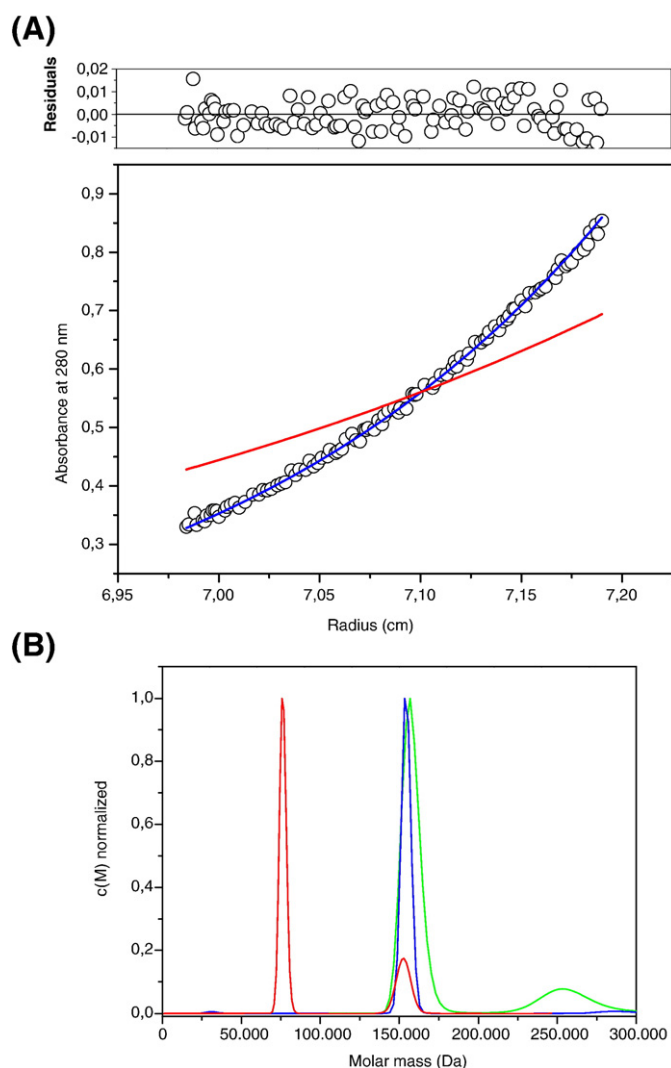 (A)
Residuals
0,02
0,01
0,00
-0,01
Absorbance at 280 nm
0,9
0,8
0,7
0,6
0,5
0,4
0,3
6,95 7,00 7,05 7,10 7,15 7,20
Radius (cm)
(B)
c(M) normalized
1,0
0,8
0,6
0,4
0,2
0,0
0 50.000 100.000 150.000 200.000 250.000 300.000
Molar mass (Da)